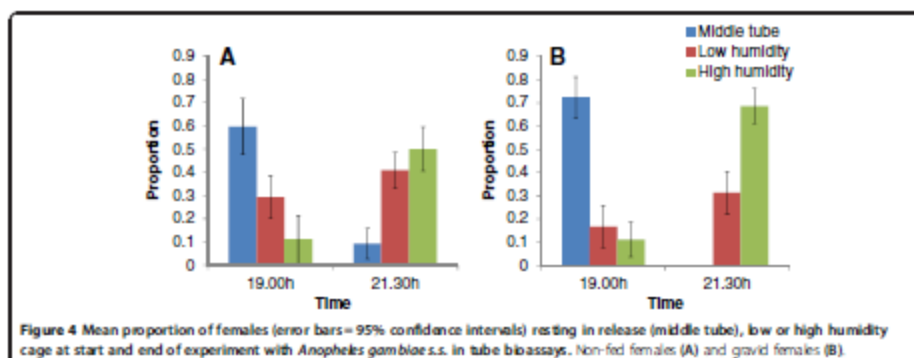 Middle tube
Low humidity
High humidity
A
0.9
0.8
0.7
0.6
0.5
0.4
0.3
0.2
0.1
0
Proportion
19.00h 21.30h
Time
B
0.9
0.8
0.7
0.6
0.5
0.4
0.3
0.2
0.1
0
Proportion
19.00h 21.30h
Time
Figure 4 Mean proportion of females (error bars = 95% confidence intervals) resting in release (middle tube), low or high humidity
cage at start and end of experiment with Anopheles gambiae s.s. in tube bioassays. Non-fed females (A) and gravid females (B).